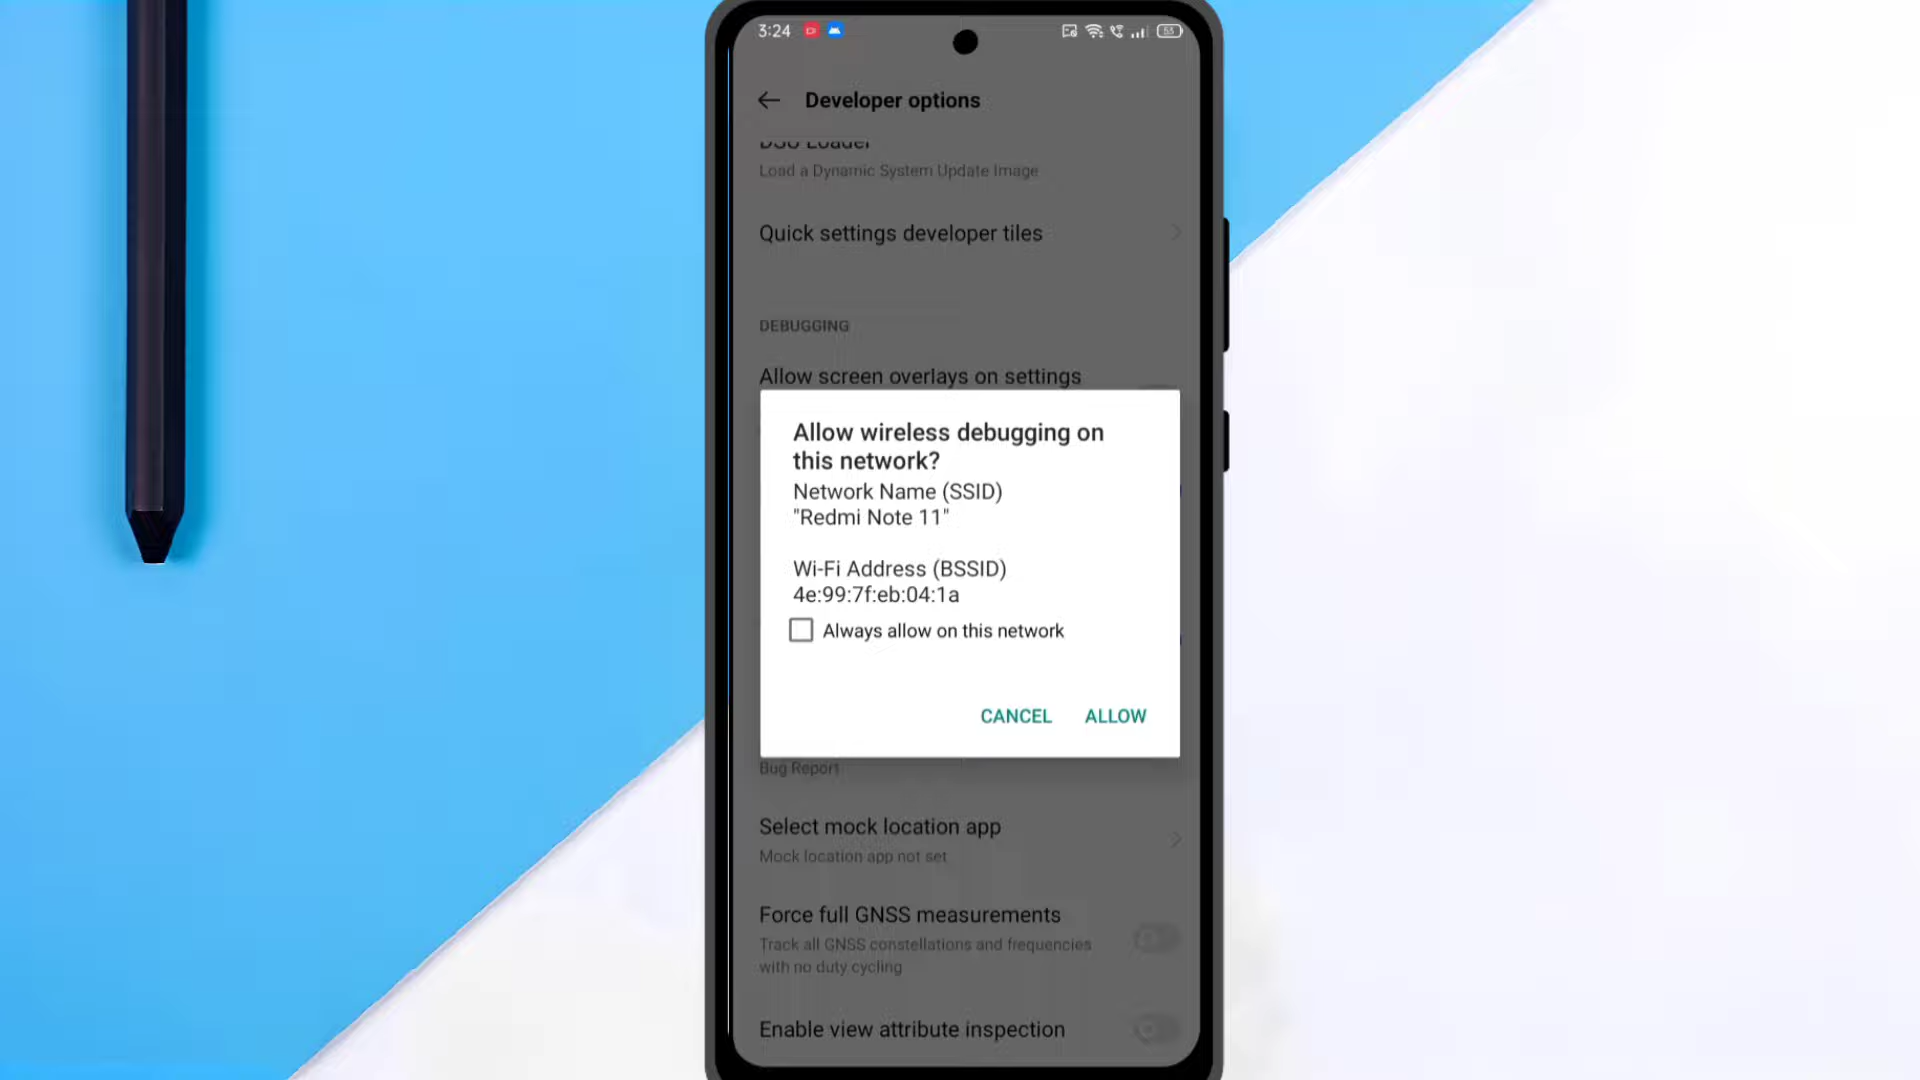 3:24
53
Developer options
DSU Loader
Load a Dynamic System Update Image
Quick settings developer tiles
DEBUGGING
Allow screen overlays on settings
Allow wireless debugging on
this network?
Network Name (SSID)
"Redmi Note 11"
Wi-Fi Address (BSSID)
4e:99:7f:eb:04:1a
Always allow on this network
CANCEL ALLOW
Bug Report
Select mock location app
Mock location app not set
Force full GNSS measurements
Track all GNSS constellations and frequencies
with no duty cycling
Enable view attribute inspection